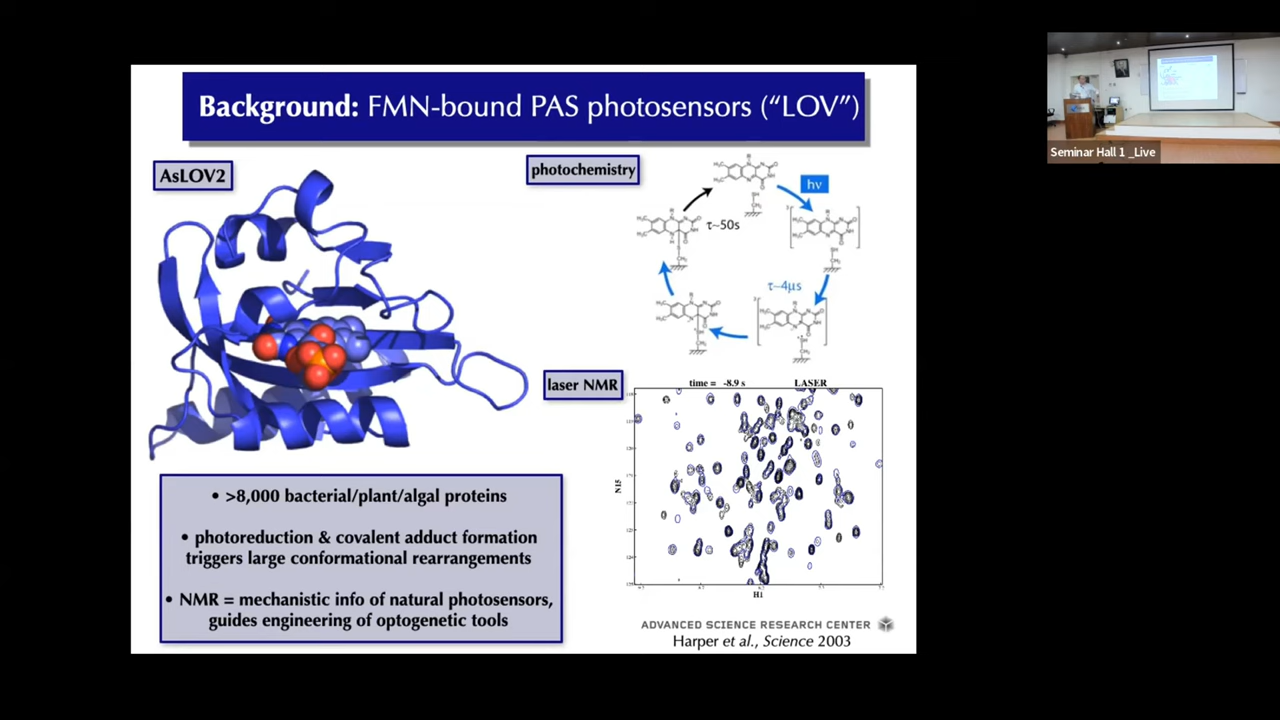 Background: FMN-bound PAS photosensors (“LOV”)
AsLOV2
photochemistry
hν
τ~50s
τ~4μs
laser NMR
time = -8.9 s LASER
N15
H1
• >8,000 bacterial/plant/algal proteins
• photoreduction & covalent adduct formation
triggers large conformational rearrangements
• NMR = mechanistic info of natural photosensors,
guides engineering of optogenetic tools
ADVANCED SCIENCE RESEARCH CENTER
Harper et al., Science 2003
Seminar Hall 1 _Live